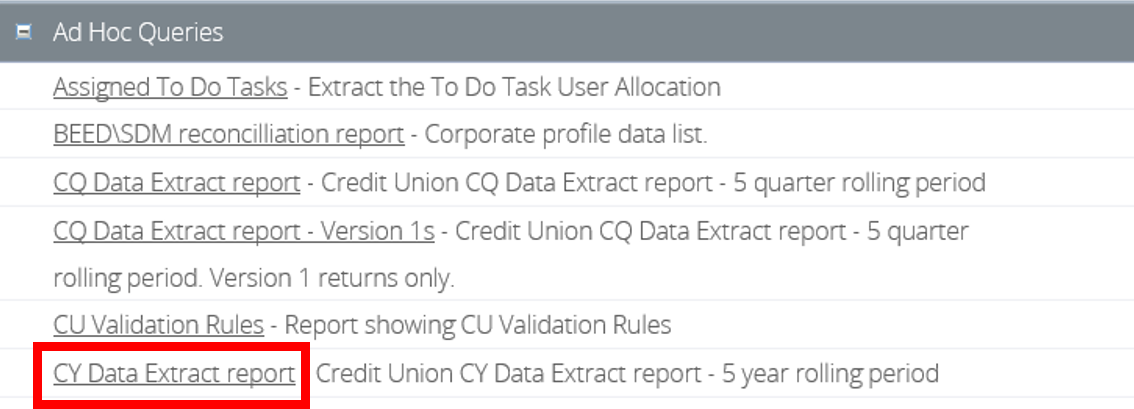 Ad Hoc Queries
Assigned To Do Tasks - Extract the To Do Task User Allocation
BEED\SDM reconcilliation report - Corporate profile data list.
CQ Data Extract report - Credit Union CQ Data Extract report - 5 quarter rolling period
CQ Data Extract report - Version 1s - Credit Union CQ Data Extract report - 5 quarter
rolling period. Version 1 returns only.
CU Validation Rules - Report showing CU Validation Rules
CY Data Extract report Credit Union CY Data Extract report - 5 year rolling period